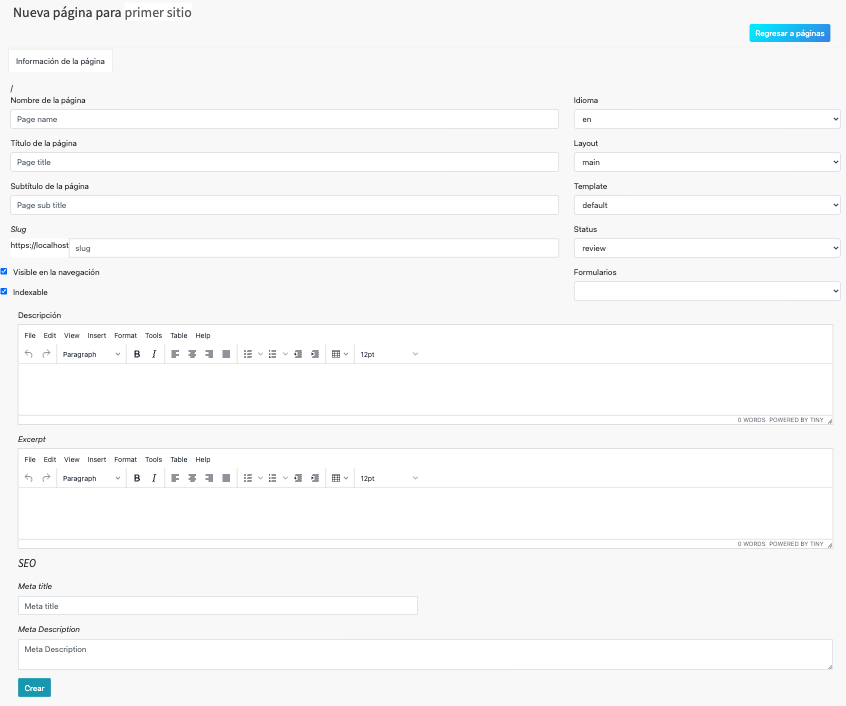 Nueva página para primer sitio
Regresar a páginas
Información de la página
/
Nombre de la página
Page name
Título de la página
Page title
Subtítulo de la página
Page sub title
Slug
https://localhost slug
Visible en la navegación
Indexable
Idioma
en
Layout
main
Template
default
Status
review
Formularios
Descripción
File Edit View Insert Format Tools Table Help
Paragraph B I 12pt
0 WORDS POWERED BY TINY
Excerpt
File Edit View Insert Format Tools Table Help
Paragraph B I 12pt
0 WORDS POWERED BY TINY
SEO
Meta title
Meta title
Meta Description
Meta Description
Crear